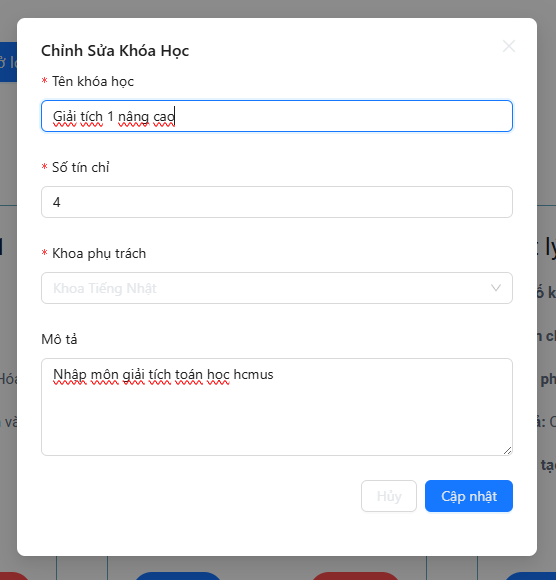 Chỉnh Sửa Khóa Học
* Tên khóa học
Giải tích 1 nâng cao
* Số tín chỉ
4
* Khoa phụ trách
Khoa Tiếng Nhật
Mô tả
Nhập môn giải tích toán học hcmus
Hủy
Cập nhật